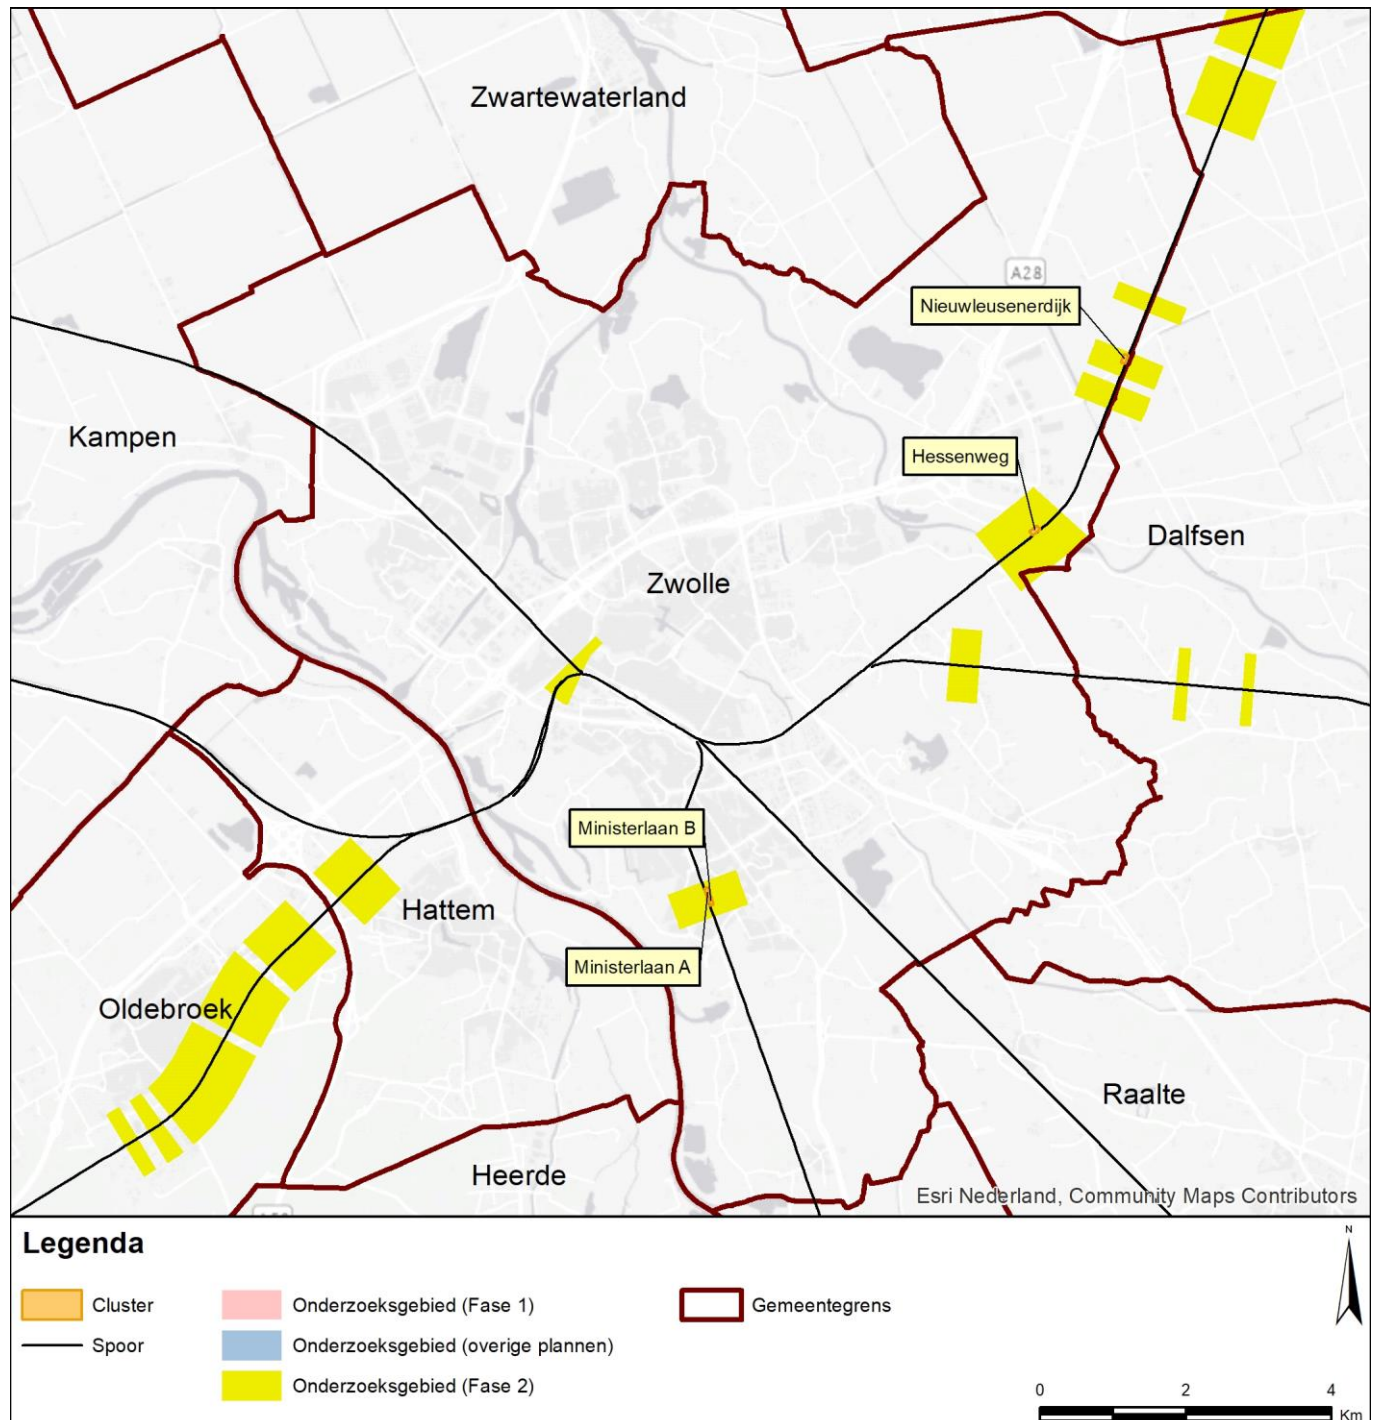 Zwartewaterland
A28
Nieuwleusenerdijk
Kampen
Hessenweg
Dalfsen
Zwolle
Ministerlaan B
Hattem
Ministerlaan A
Oldebroek
Raalte
Heerde
Esri Nederland, Community Maps Contributors
Legenda
N
Cluster
Onderzoeksgebied (Fase 1)
Gemeentegrens
Spoor
Onderzoeksgebied (overige plannen)
Onderzoeksgebied (Fase 2)
0 2 4
Km